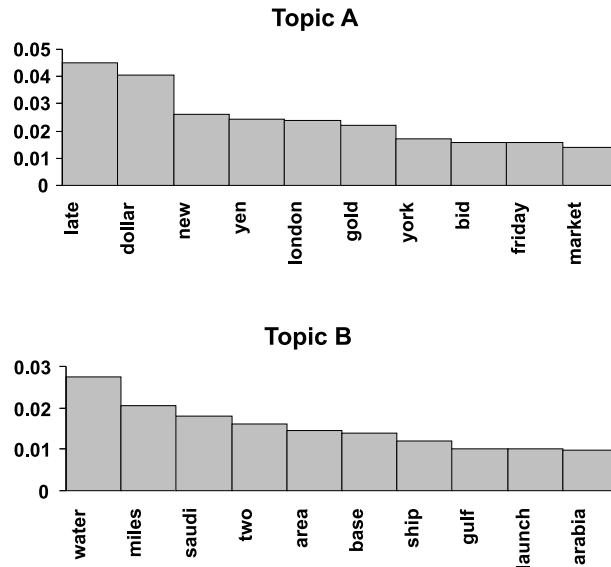 Topic A
0.05
0.04
0.03
0.02
0.01
0
late
dollar
new
yen
london
gold
york
bid
friday
market
Topic B
0.03
0.02
0.01
0
water
miles
saudi
two
area
base
ship
gulf
launch
arabia